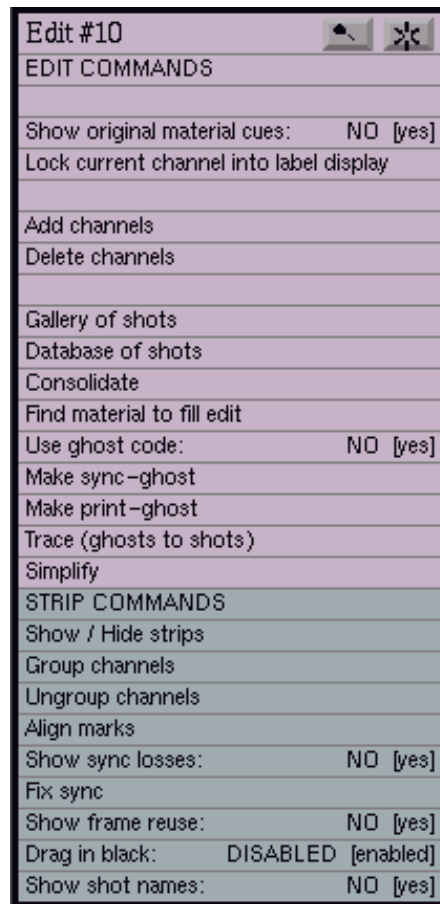 Edit #10
EDIT COMMANDS
Show original material cues: NO [yes]
Lock current channel into label display
Add channels
Delete channels
Gallery of shots
Database of shots
Consolidate
Find material to fill edit
Use ghost code: NO [yes]
Make sync-ghost
Make print-ghost
Trace (ghosts to shots)
Simplify
STRIP COMMANDS
Show / Hide strips
Group channels
Ungroup channels
Align marks
Show sync losses: NO [yes]
Fix sync
Show frame reuse: NO [yes]
Drag in black: DISABLED [enabled]
Show shot names: NO [yes]